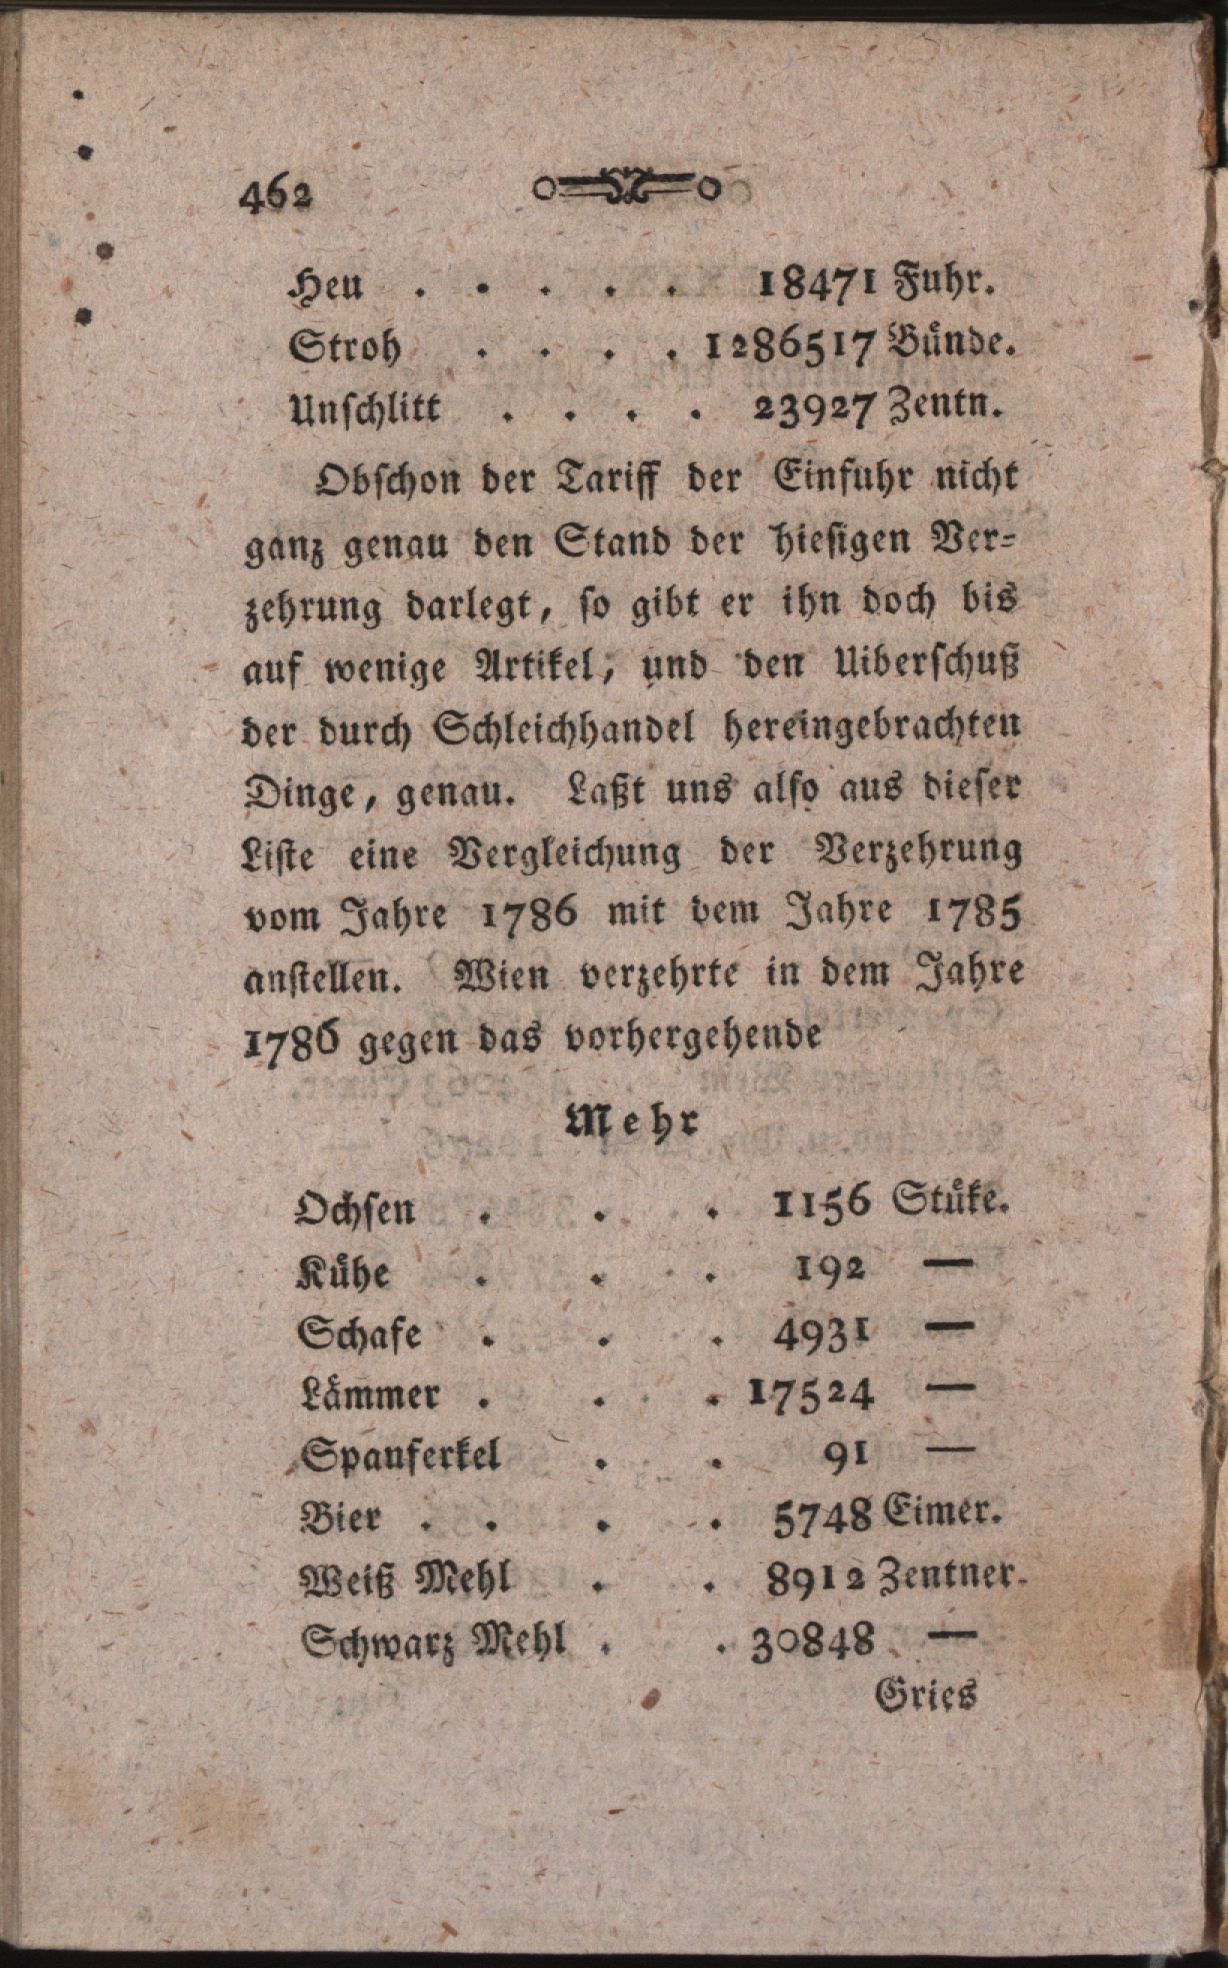 462
Heu . . . . . 18471 Fuhr.
Stroh . . . . 1286517 Bůnde.
Unschlitt . . . . 23927 Zentn.
Obschon der Tariff der Einfuhr nicht
ganz genau den Stand der hiesigen Ver-
zehrung darlegt, so gibt er ihn doch bis
auf wenige Artikel, und den Uiberschuß
der durch Schleichhandel hereingebrachten
Dinge, genau. Laßt uns also aus dieser
Liste eine Vergleichung der Verzehrung
vom Jahre 1786 mit dem Jahre 1785
anstellen. Wien verzehrte in dem Jahre
1786 gegen das vorhergehende
Mehr
Ochsen . . . 1156 Stüke.
Kühe . . . 192 —
Schafe . . . 4931 —
Lämmer . . . 17524 —
Spanferkel . . 91 —
Bier . . . . 5748 Eimer.
Weiß Mehl . . 8912 Zentner.
Schwarz Mehl . . 30848 —
Gries